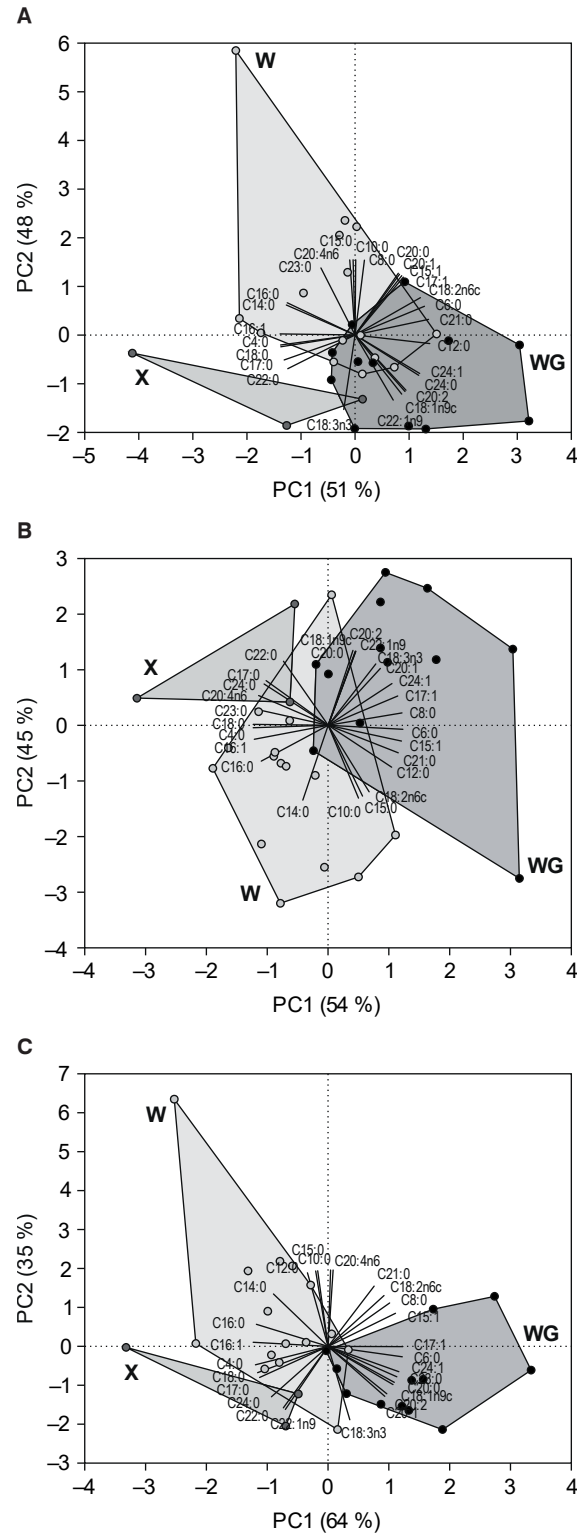 A
6
5
4
3
2
1
0
–1
–2
PC2 (48 %)
W
X
WG
C15:0
C10:0
C20:4n6
C8:0
C23:0
C20:0
C20:1
C15:1
C17:1
C16:0
C14:0
C18:2n6c
C6:0
C21:0
C16:1
C4:0
C12:0
C18:0
C17:0
C22:0
C24:1
C24:0
C20:2
C18:1n9c
C18:3n3
C22:1n9
–5 –4 –3 –2 –1 0 1 2 3 4
PC1 (51 %)
B
3
2
1
0
–1
–2
–3
–4
PC2 (45 %)
X
W
WG
C18:1n9c
C20:2
C22:1n9
C22:0
C20:0
C18:3n3
C20:1
C17:0
C24:0
C24:1
C20:4n6
C17:1
C23:0
C8:0
C18:0
C4:0
C6:0
C16:1
C15:1
C21:0
C16:0
C12:0
C18:2n6c
C14:0
C10:0
C15:0
–4 –3 –2 –1 0 1 2 3 4
PC1 (54 %)
C
7
6
5
4
3
2
1
0
–1
–2
–3
PC2 (35 %)
W
X
WG
C15:0
C10:0
C12:0
C20:4n6
C21:0
C14:0
C18:2n6c
C8:0
C15:1
C16:0
C16:1
C17:1
C6:0
C4:0
C24:1
C18:0
C20:0
C17:0
C18:1n9c
C24:0
C20:2
C22:0
C22:1n9
C18:3n3
–4 –3 –2 –1 0 1 2 3 4
PC1 (64 %)